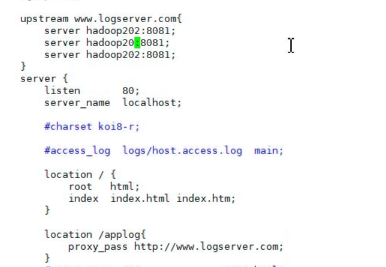 upstream www.logserver.com{
    server hadoop202:8081;
    server hadoop20:8081;
    server hadoop202:8081;
}
server {
    listen       80;
    server_name  localhost;
    #charset koi8-r;
    #access_log  logs/host.access.log  main;
    location / {
        root   html;
        index  index.html index.htm;
    }
    location /applog{
        proxy_pass http://www.logserver.com;
    }